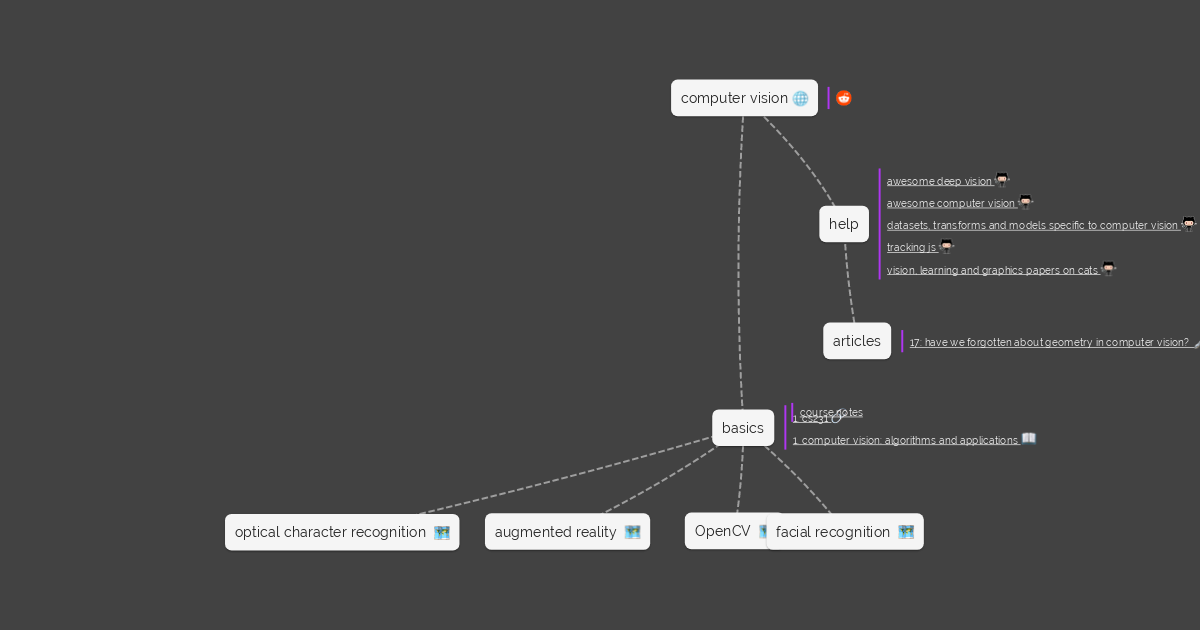 computer vision
awesome deep vision
awesome computer vision
help
datasets, transforms and models specific to computer vision
tracking js
vision, learning and graphics papers on cats
articles
17: have we forgotten about geometry in computer vision?
course notes
1. cs231
basics
1. computer vision: algorithms and applications
optical character recognition
augmented reality
OpenCV
facial recognition